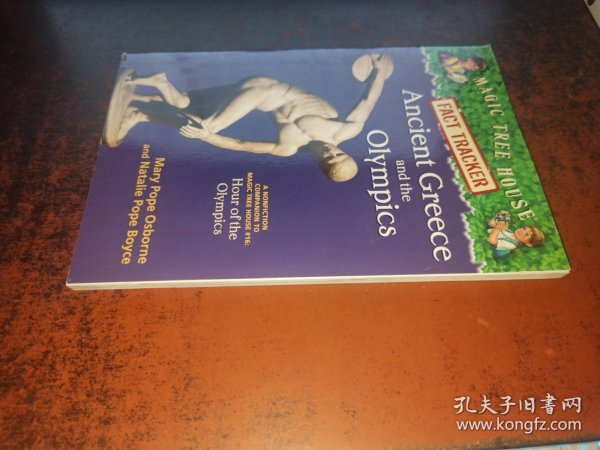 MAGIC TREE HOUSE
FACT TRACKER
Ancient Greece
and the
Olympics
A NONFICTION
COMPANION TO
MAGIC TREE HOUSE #16:
Hour of the
Olympics
Mary Pope Osborne
and Natalie Pope Boyce
孔夫子旧书网
www.kongfz.com